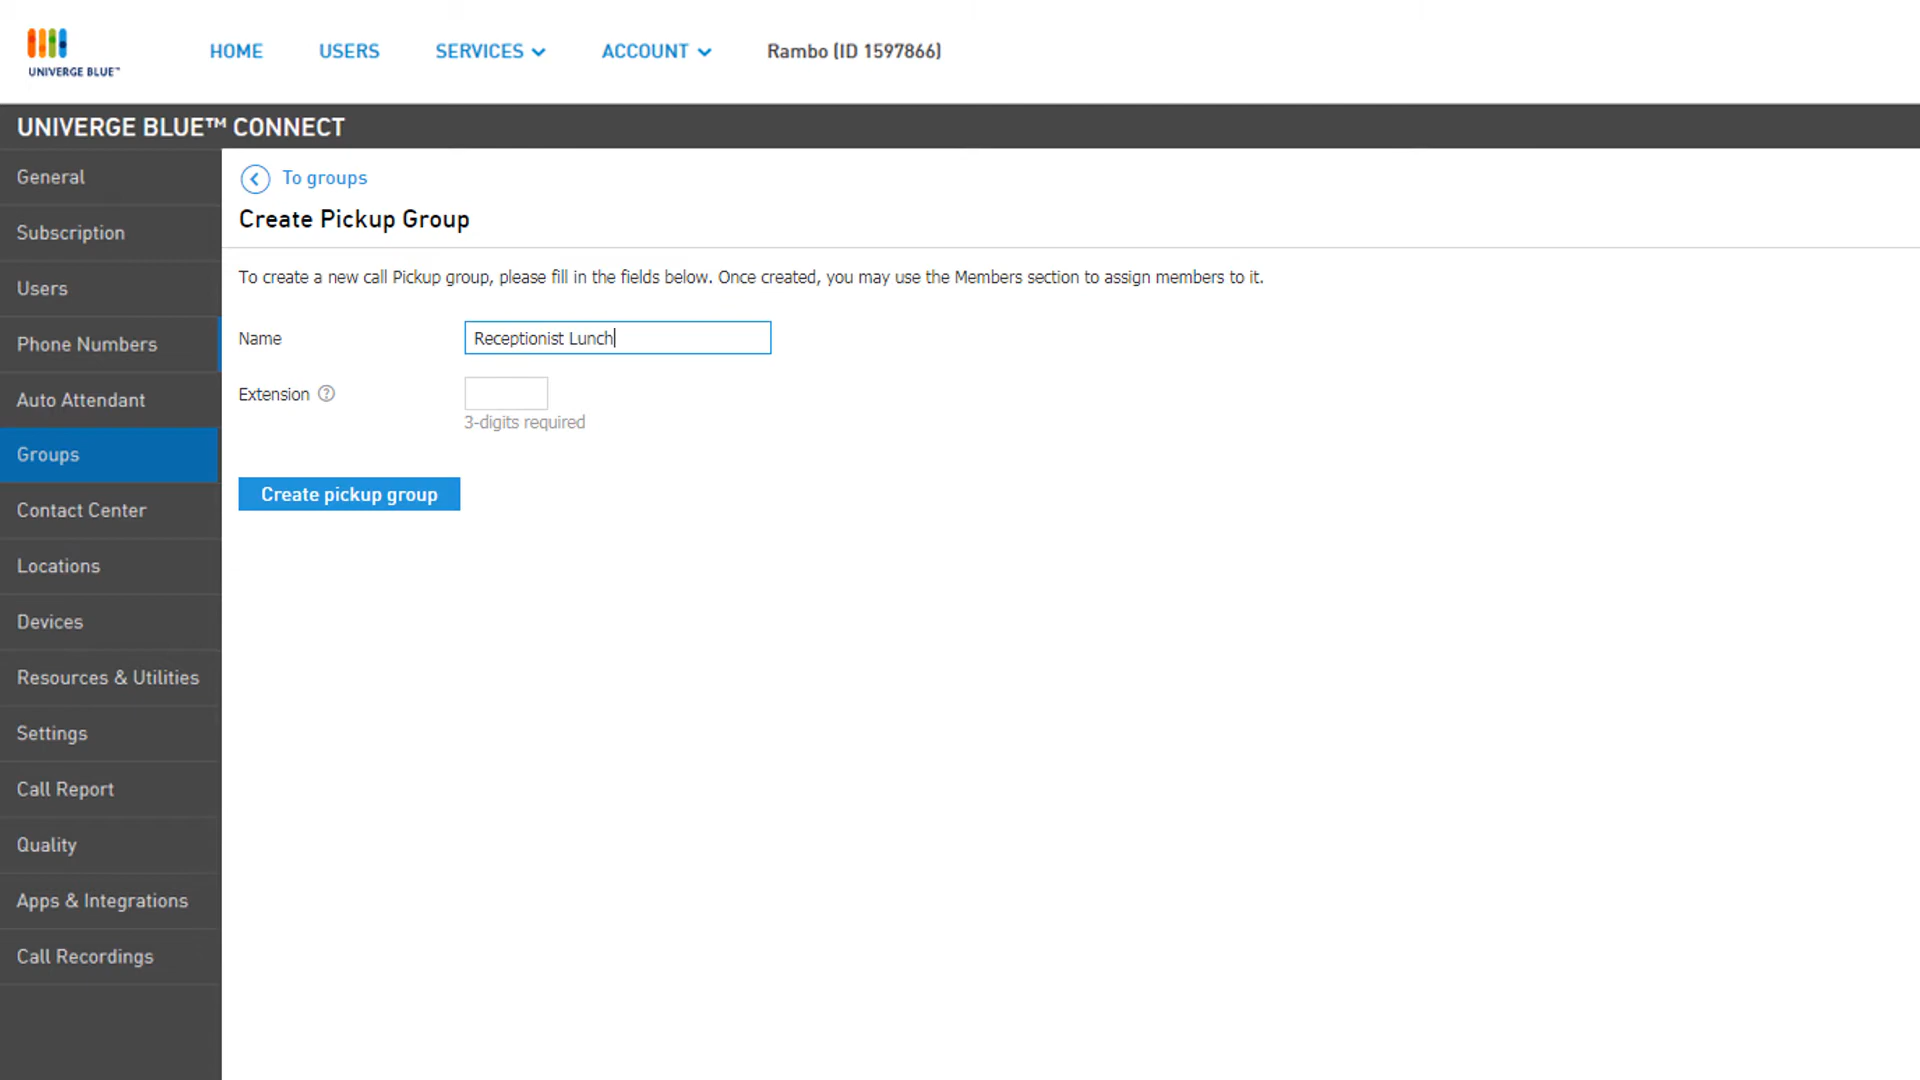 UNIVERGE BLUE™
HOME
USERS
SERVICES
ACCOUNT
Rambo (ID 1597866)
UNIVERGE BLUE™ CONNECT
General
Subscription
Users
Phone Numbers
Auto Attendant
Groups
Contact Center
Locations
Devices
Resources & Utilities
Settings
Call Report
Quality
Apps & Integrations
Call Recordings
To groups
Create Pickup Group
To create a new call Pickup group, please fill in the fields below. Once created, you may use the Members section to assign members to it.
Name
Receptionist Lunch
Extension ?
3-digits required
Create pickup group